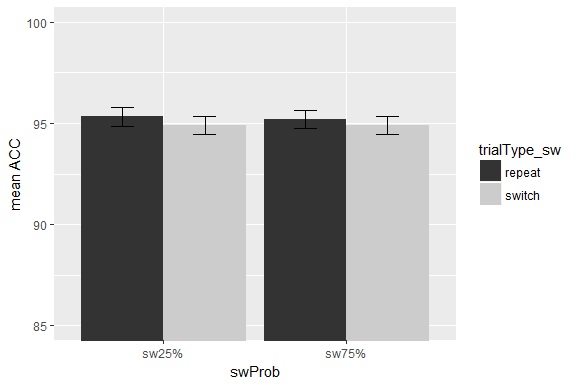 100
95
90
85
mean ACC
sw25%
sw75%
swProb
trialType_sw
repeat
switch